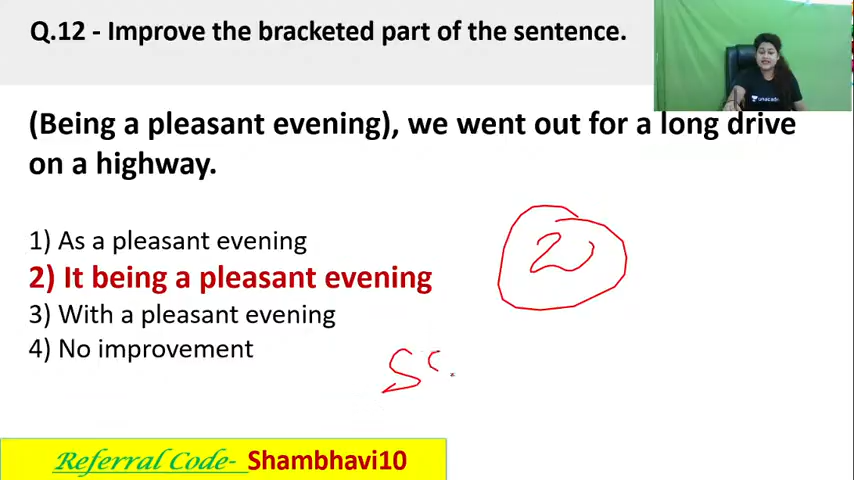 Q.12 - Improve the bracketed part of the sentence.
unacade
(Being a pleasant evening), we went out for a long drive
on a highway.
1) As a pleasant evening
2) It being a pleasant evening
2
3) With a pleasant evening
4) No improvement
Referral Code- Shambhavi10